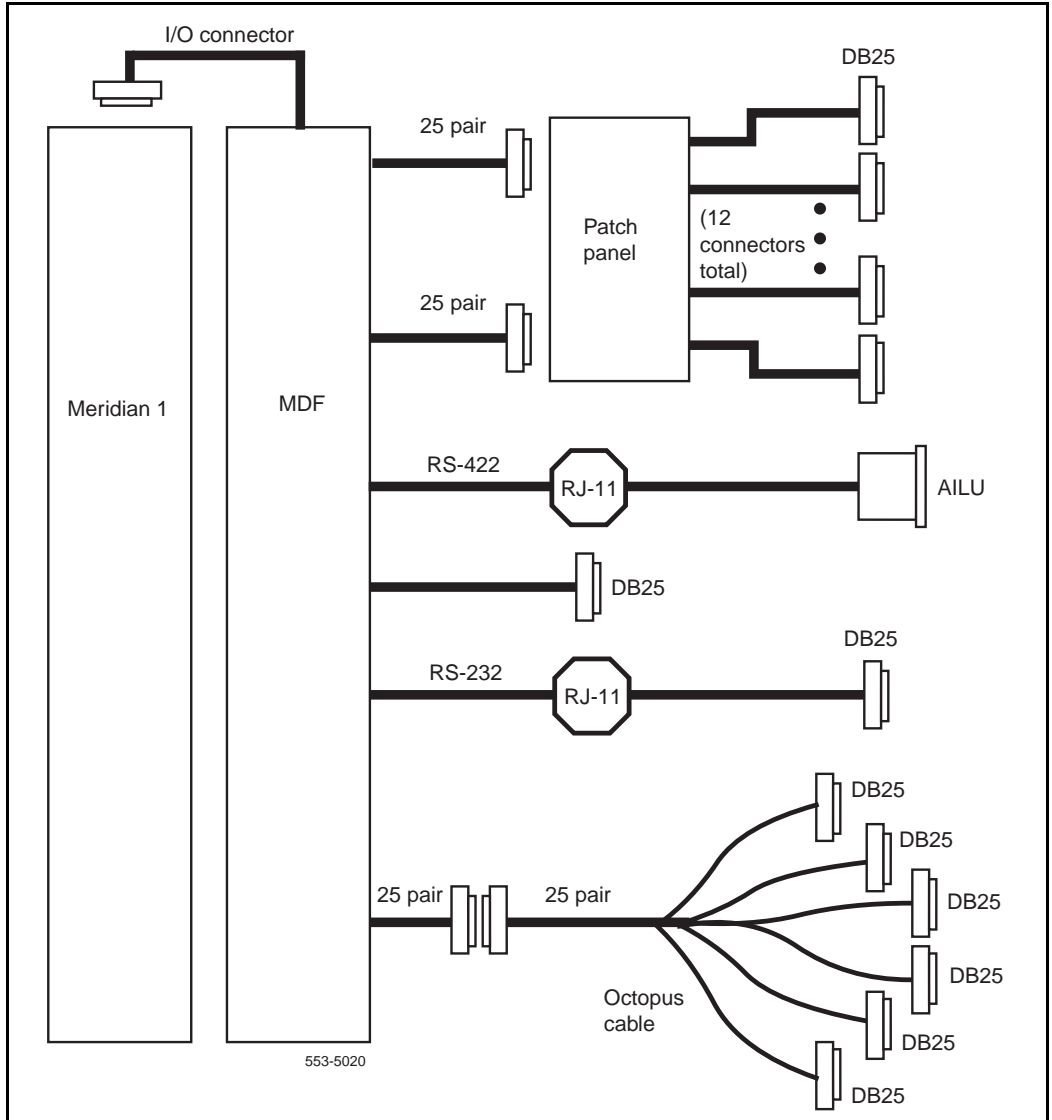 I/O connector
DB25
25 pair
(12
connectors
total)
Patch
panel
25 pair
Meridian 1
MDF
RS-422
RJ-11
AILU
DB25
DB25
RS-232
RJ-11
DB25
DB25
25 pair
25 pair
DB25
DB25
Octopus
cable
DB25
553-5020
DB25